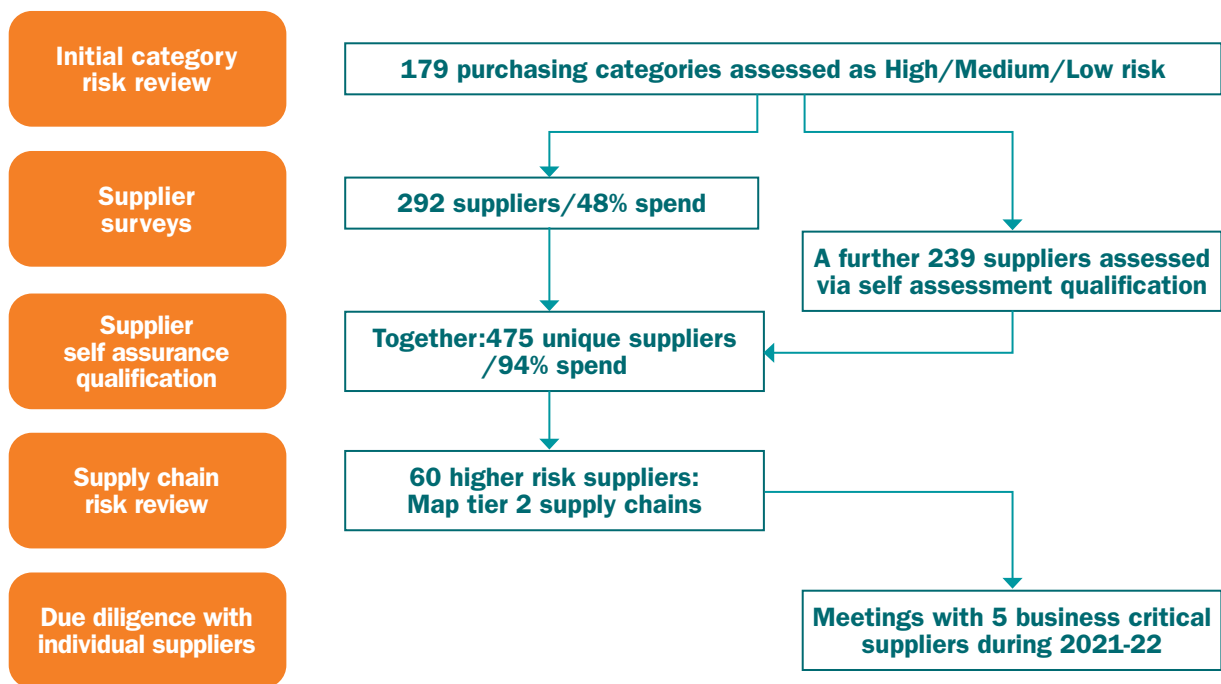 Initial category
risk review
179 purchasing categories assessed as High/Medium/Low risk
Supplier
surveys
292 suppliers/48% spend
A further 239 suppliers assessed
via self assessment qualification
Supplier
self assurance
qualification
Together:475 unique suppliers
/94% spend
Supply chain
risk review
60 higher risk suppliers:
Map tier 2 supply chains
Due diligence with
individual suppliers
Meetings with 5 business critical
suppliers during 2021-22